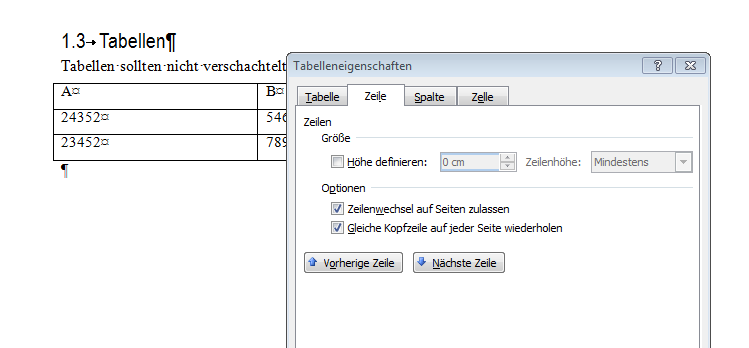 1.3→Tabellen¶
Tabellen·sollten·nicht·verschachtelt
A¤ B¤
24352¤ 546
23452¤ 789
¶
Tabelleneigenschaften
Tabelle Zeile Spalte Zelle
Zeilen
Größe
Höhe definieren: 0 cm Zeilenhöhe: Mindestens
Optionen
Zeilenwechsel auf Seiten zulassen
Gleiche Kopfzeile auf jeder Seite wiederholen
Vorherige Zeile Nächste Zeile